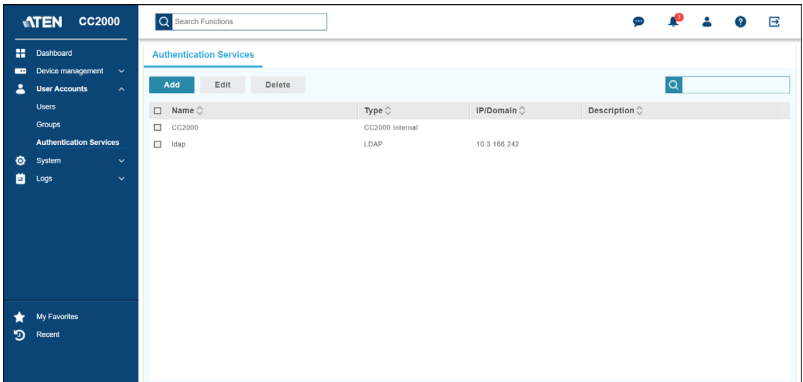 ATEN CC2000
Search Functions
3
?
Dashboard
Device management
User Accounts
Users
Groups
Authentication Services
System
Logs
My Favorites
Recent
Authentication Services
Add Edit Delete
Name Type IP/Domain Description
CC2000 CC2000 Internal
ldap LDAP 10.3.166.242